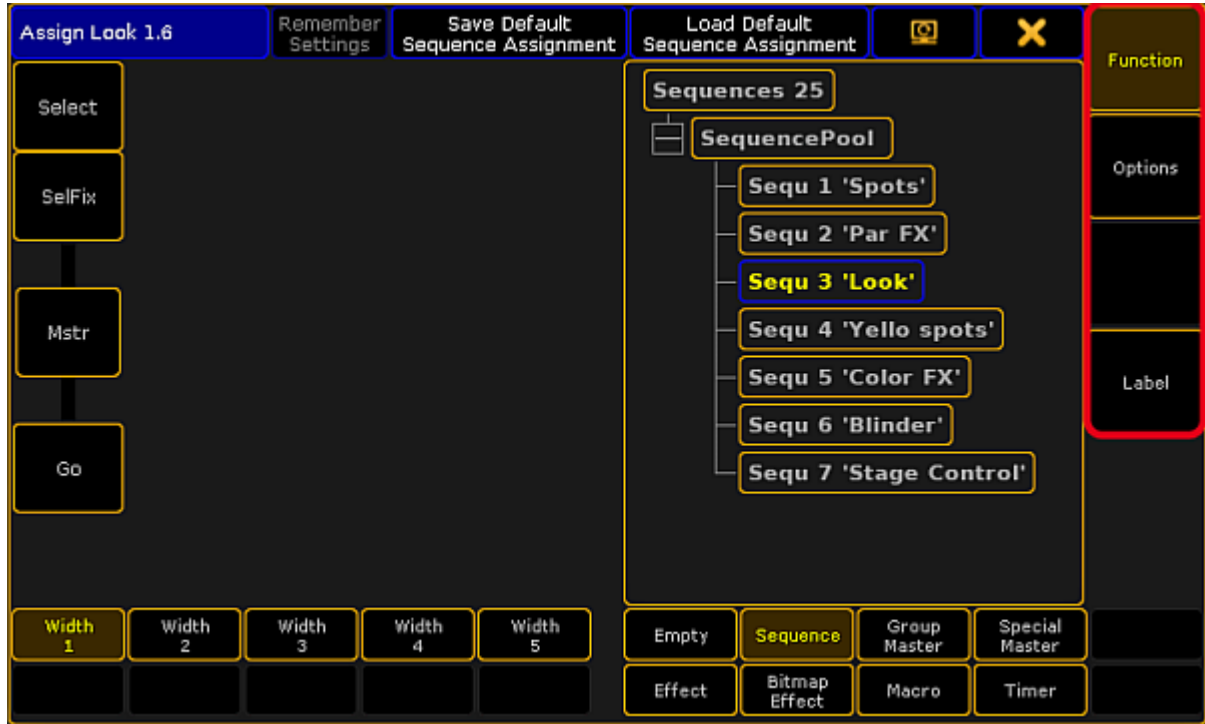 Assign Look 1.6
Remember
Settings
Save Default
Sequence Assignment
Load Default
Sequence Assignment
Function
Options
Label
Select
SelFix
Mstr
Go
Sequences 25
SequencePool
Sequ 1 'Spots'
Sequ 2 'Par FX'
Sequ 3 'Look'
Sequ 4 'Yello spots'
Sequ 5 'Color FX'
Sequ 6 'Blinder'
Sequ 7 'Stage Control'
Width
1
Width
2
Width
3
Width
4
Width
5
Empty
Sequence
Group
Master
Special
Master
Effect
Bitmap
Effect
Macro
Timer